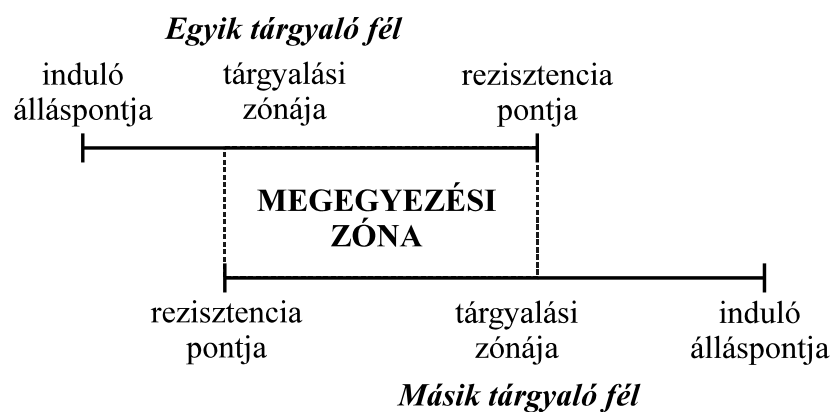 Egyik tárgyaló fél
induló
álláspontja
tárgyalási
zónája
rezisztencia
pontja
MEGEGYEZÉSI
ZÓNA
rezisztencia
pontja
tárgyalási
zónája
induló
álláspontja
Másik tárgyaló fél